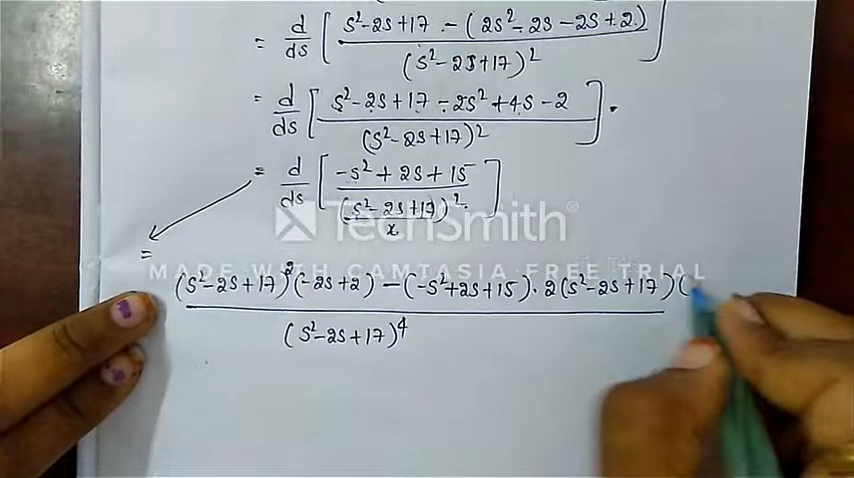 = d/ds [ s²-2s+17 - (2s²-2s-2s+2) / (s²-2s+17)² ]
= d/ds [ s²-2s+17-2s²+4s-2 / (s²-2s+17)² ].
= d/ds [ -s²+2s+15 / (s²-2s+17)² ]
x
TechSmith®
=
MADE WITH CAMTASIA FREE TRIAL
(s²-2s+17)²(-2s+2) - (-s²+2s+15).2(s²-2s+17)(
(s²-2s+17)⁴